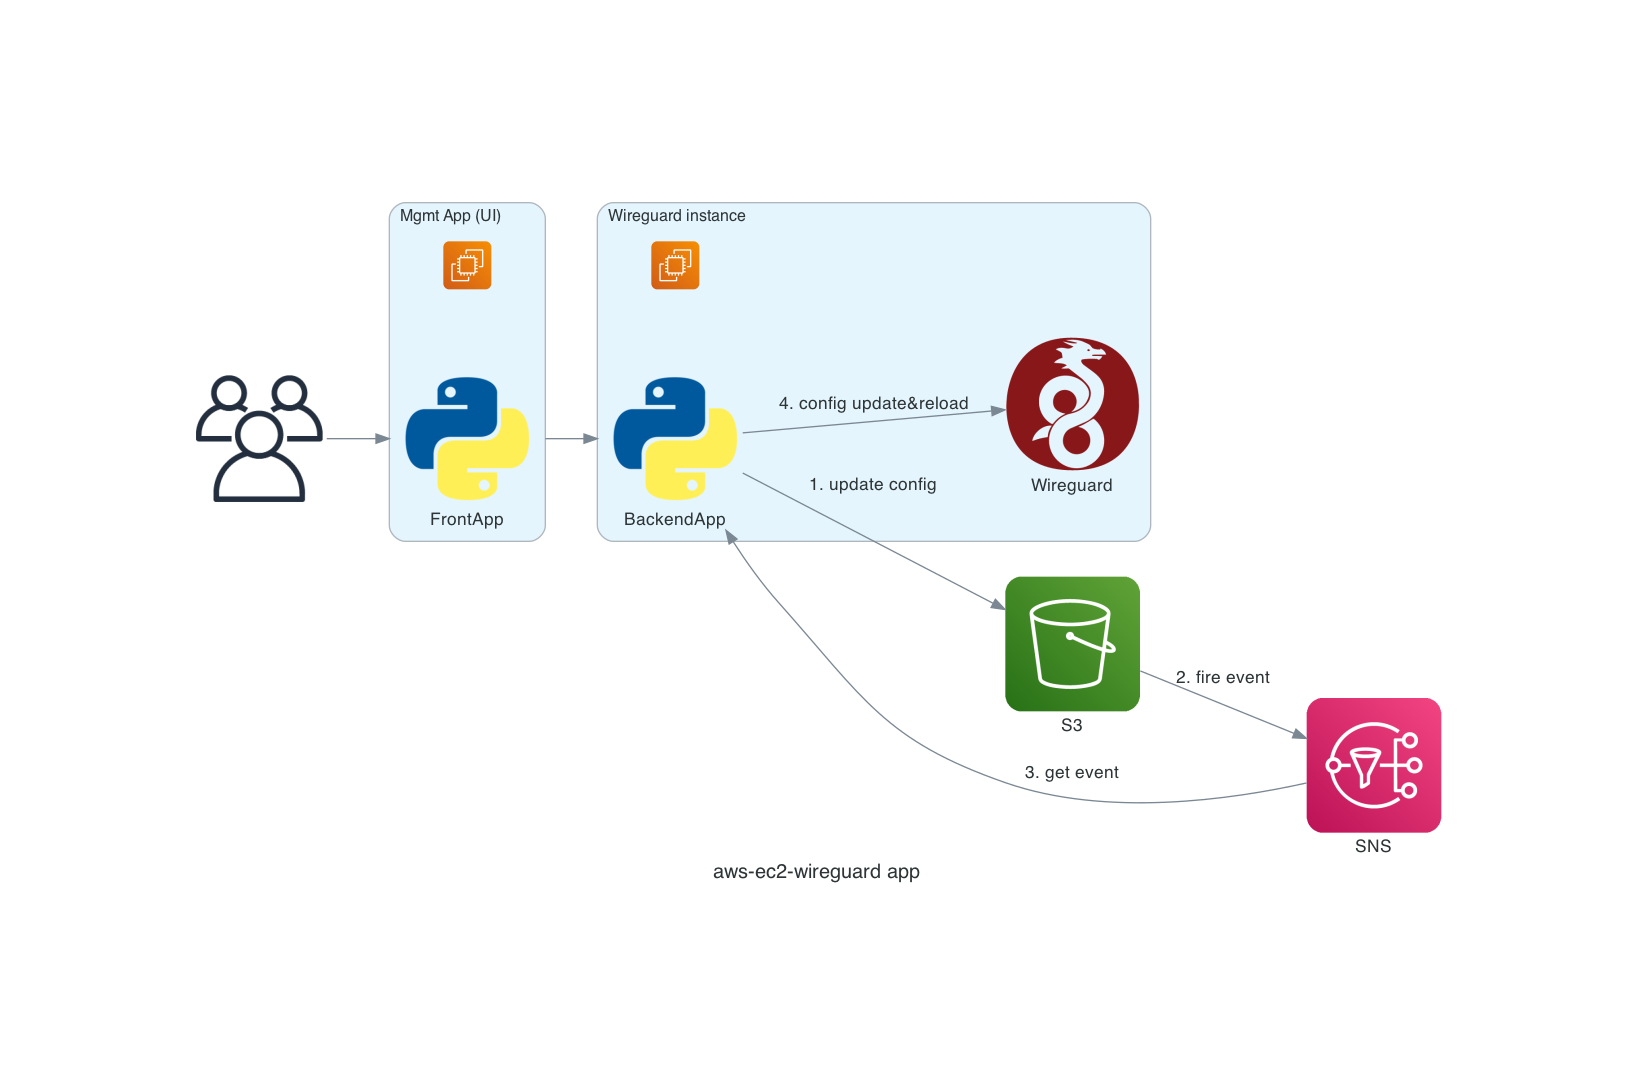 Mgmt App (UI)
Wireguard instance
4. config update&reload
1. update config
Wireguard
FrontApp
BackendApp
2. fire event
S3
3. get event
SNS
aws-ec2-wireguard app